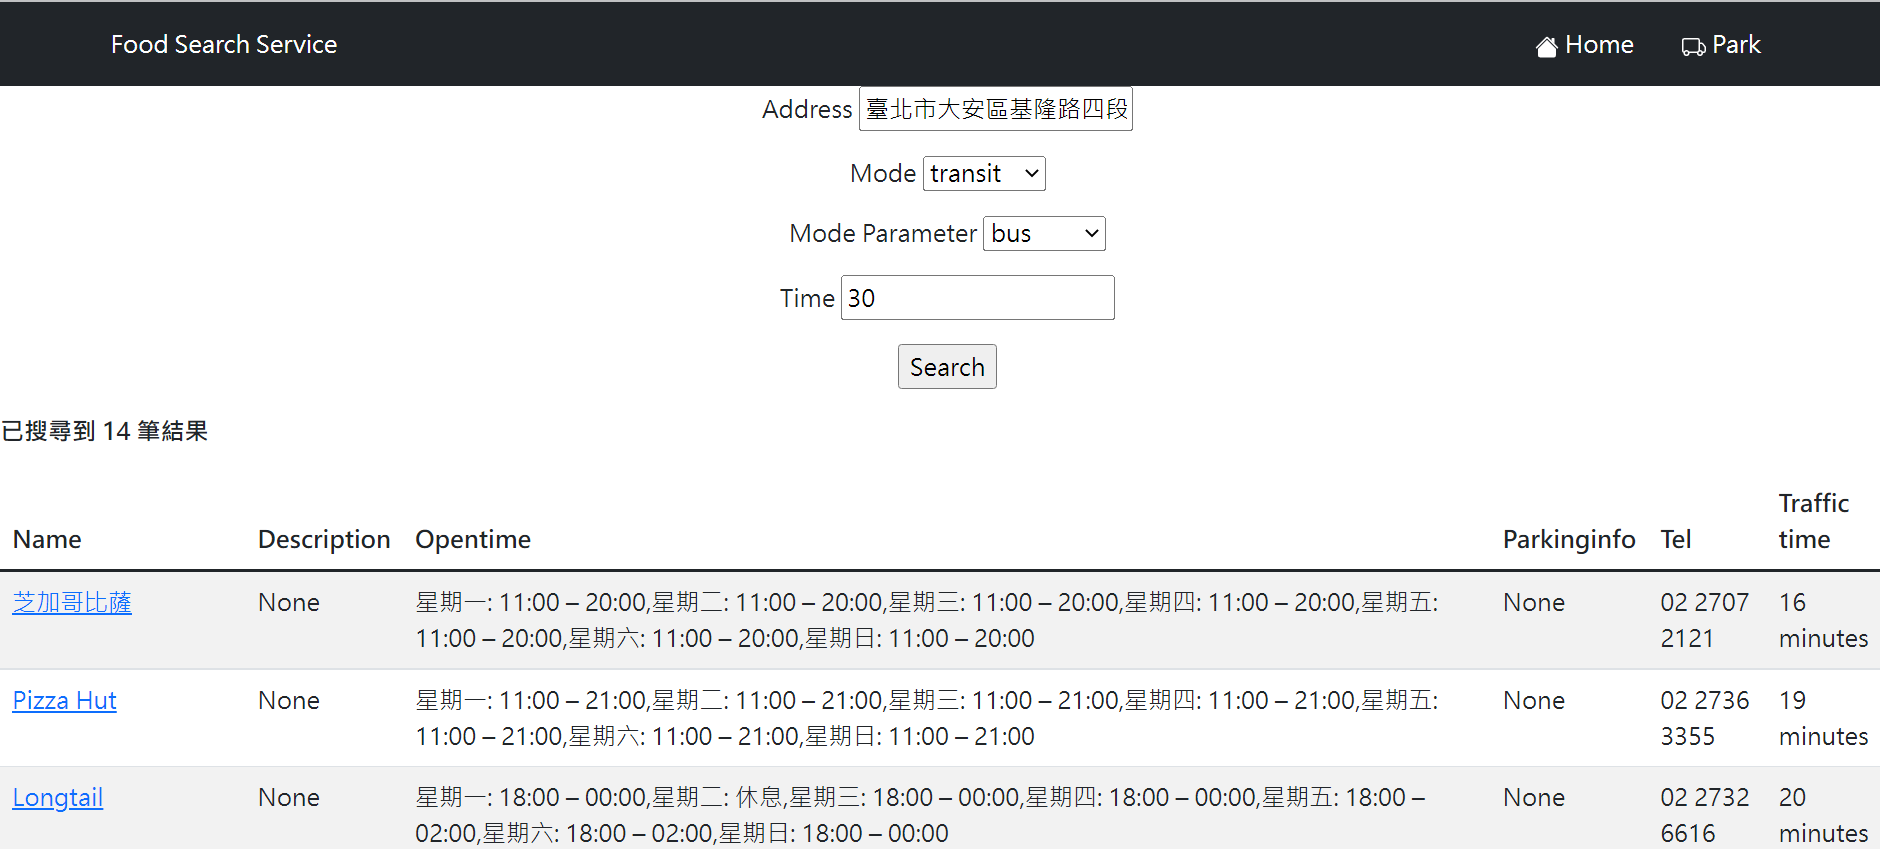 Food Search Service Home Park
Address 臺北市大安區基隆路四段
Mode transit
Mode Parameter bus
Time 30
Search
已搜尋到 14 筆結果
Name Description Opentime Parkinginfo Tel Traffic time
芝加哥比薩 None 星期一: 11:00 – 20:00,星期二: 11:00 – 20:00,星期三: 11:00 – 20:00,星期四: 11:00 – 20:00,星期五: None 02 2707 16
11:00 – 20:00,星期六: 11:00 – 20:00,星期日: 11:00 – 20:00 2121 minutes
Pizza Hut None 星期一: 11:00 – 21:00,星期二: 11:00 – 21:00,星期三: 11:00 – 21:00,星期四: 11:00 – 21:00,星期五: None 02 2736 19
11:00 – 21:00,星期六: 11:00 – 21:00,星期日: 11:00 – 21:00 3355 minutes
Longtail None 星期一: 18:00 – 00:00,星期二: 休息,星期三: 18:00 – 00:00,星期四: 18:00 – 00:00,星期五: 18:00 – None 02 2732 20
02:00,星期六: 18:00 – 02:00,星期日: 18:00 – 00:00 6616 minutes